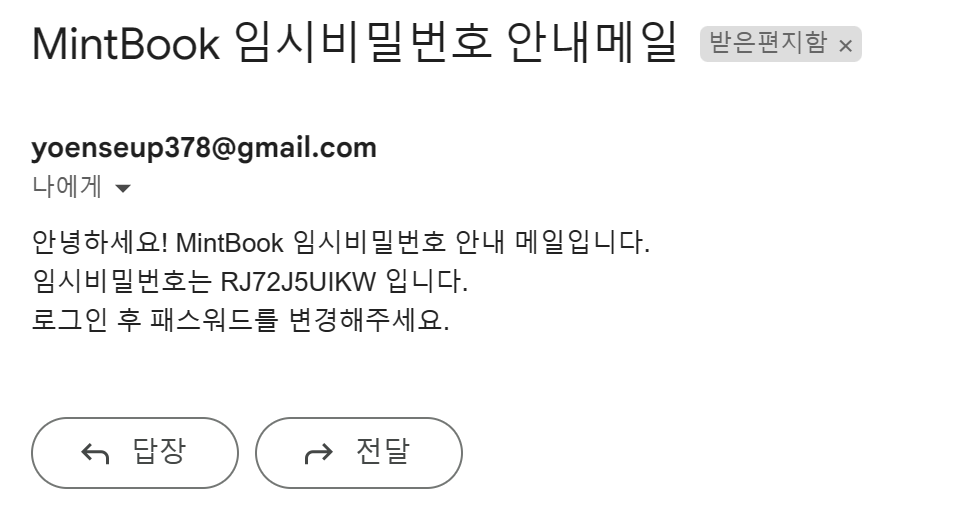 MintBook 임시비밀번호 안내메일 받은편지함 ×
yoenseup378@gmail.com
나에게
안녕하세요! MintBook 임시비밀번호 안내 메일입니다.
임시비밀번호는 RJ72J5UIKW 입니다.
로그인 후 패스워드를 변경해주세요.
답장 전달